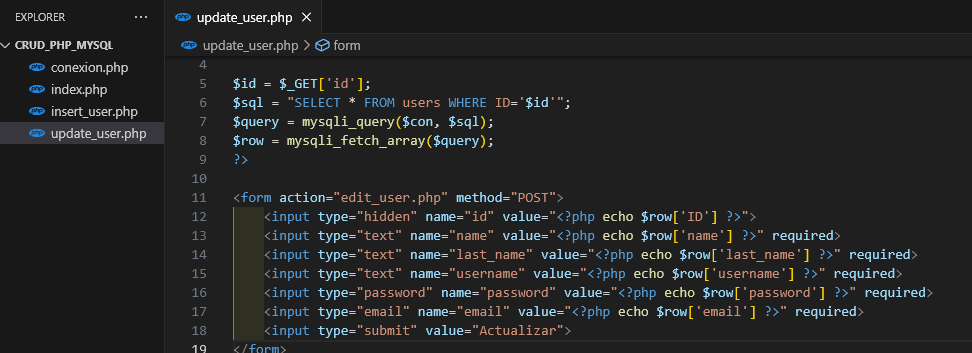 EXPLORER
···
update_user.php
CRUD_PHP_MYSQL
update_user.php > form
conexion.php
index.php
insert_user.php
update_user.php
4
5 $id = $_GET['id'];
6 $sql = "SELECT * FROM users WHERE ID='$id'";
7 $query = mysqli_query($con, $sql);
8 $row = mysqli_fetch_array($query);
9 ?>
10
11 <form action="edit_user.php" method="POST">
12     <input type="hidden" name="id" value="<?php echo $row['ID'] ?>">
13     <input type="text" name="name" value="<?php echo $row['name'] ?>" required>
14     <input type="text" name="last_name" value="<?php echo $row['last_name'] ?>" required>
15     <input type="text" name="username" value="<?php echo $row['username'] ?>" required>
16     <input type="password" name="password" value="<?php echo $row['password'] ?>" required>
17     <input type="email" name="email" value="<?php echo $row['email'] ?>" required>
18     <input type="submit" value="Actualizar">
19 </form>